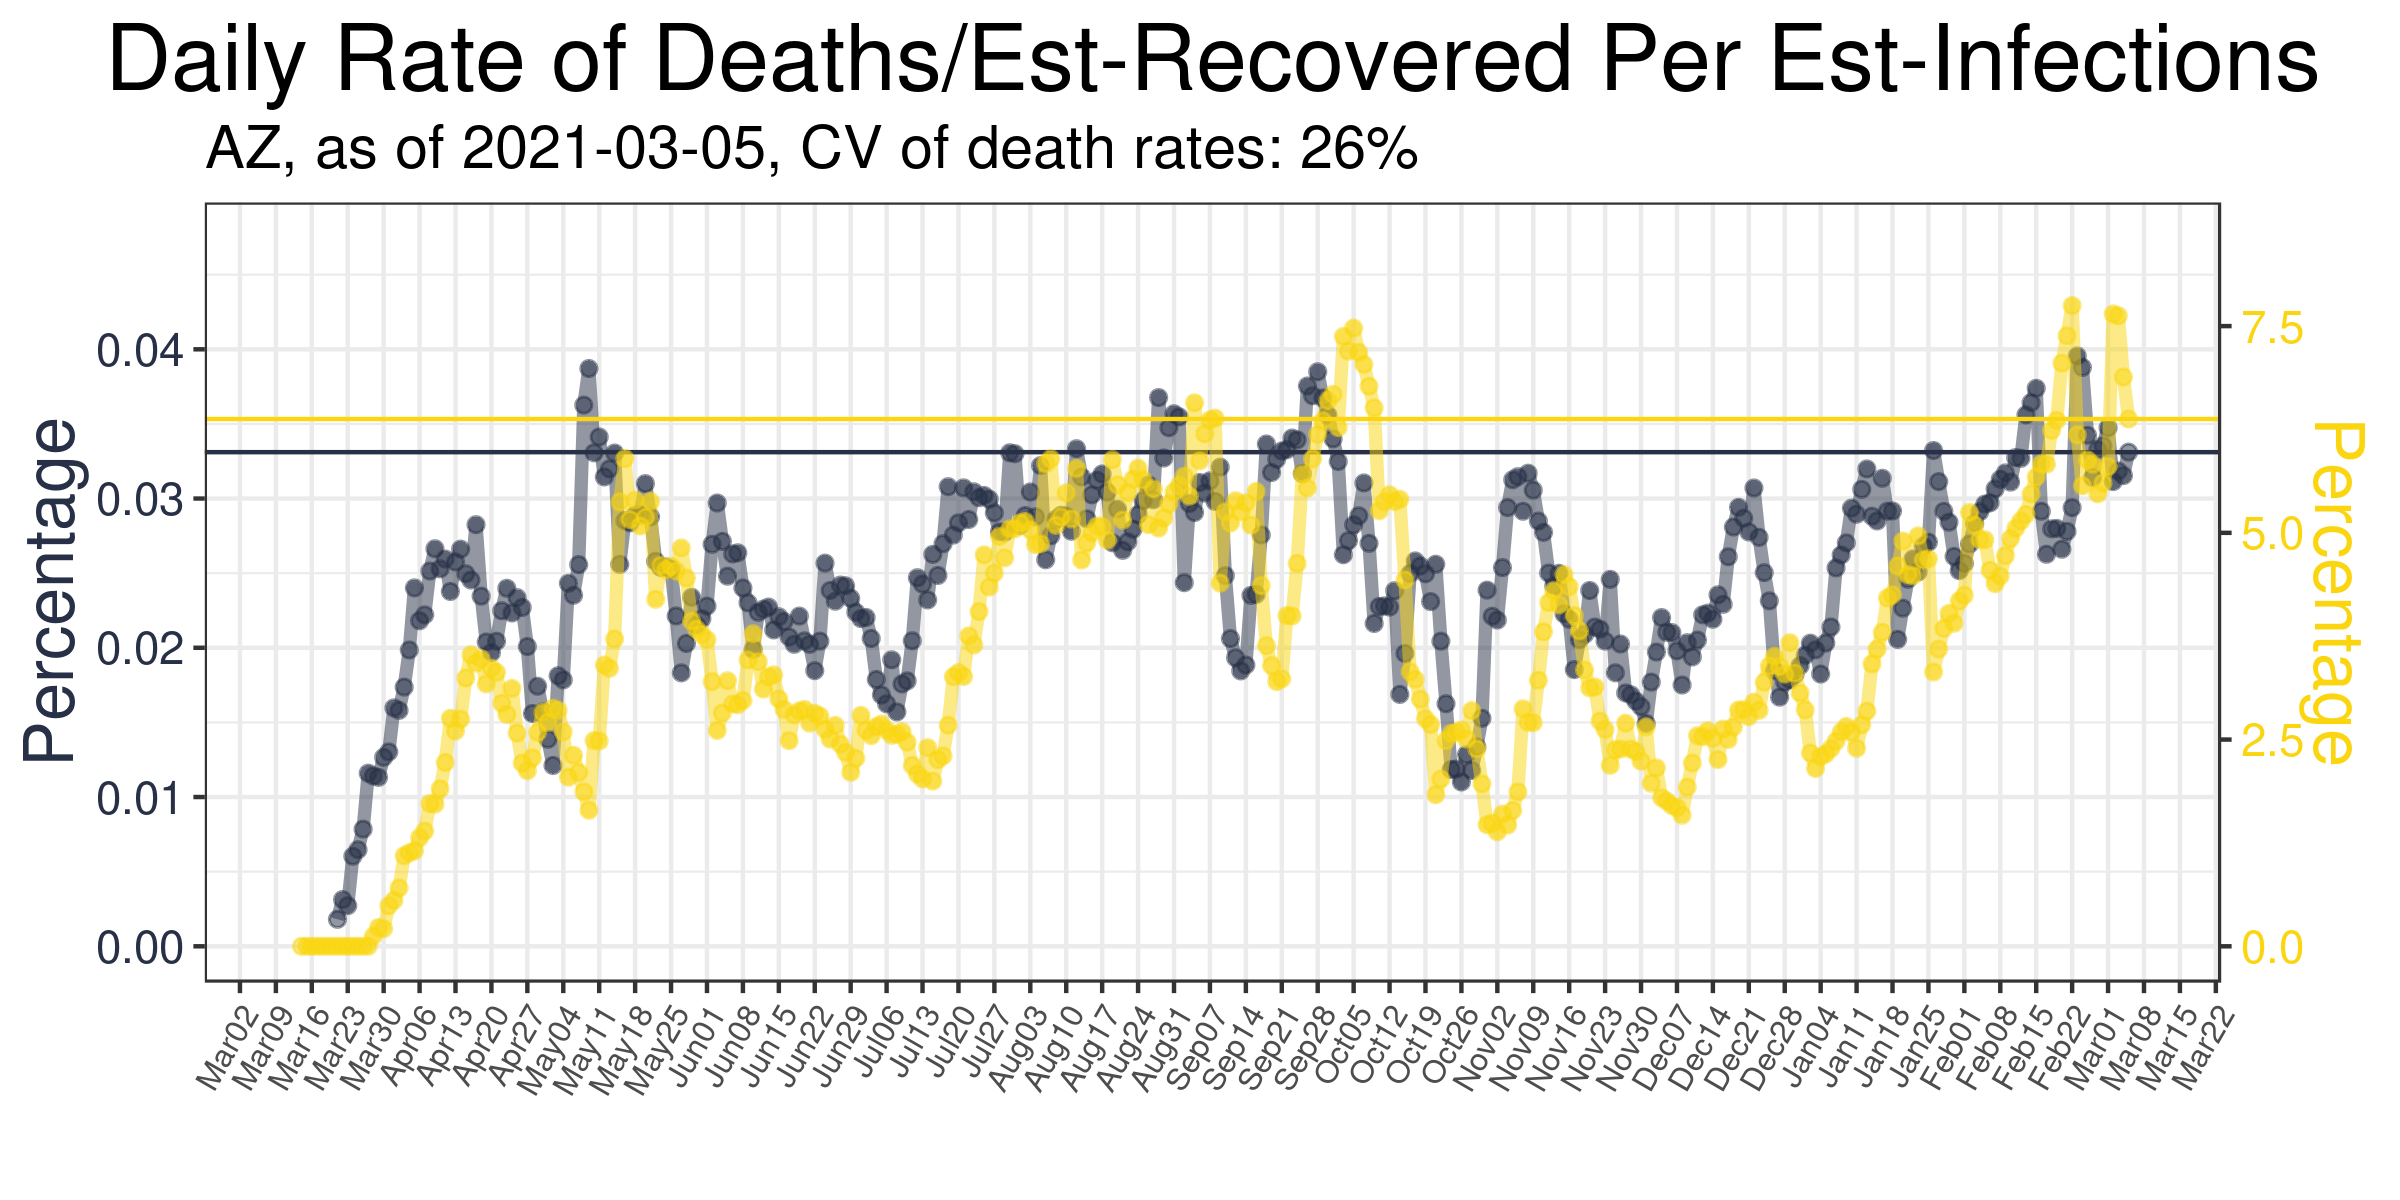 Daily Rate of Deaths/Est-Recovered Per Est-Infections
AZ, as of 2021-03-05, CV of death rates: 26%
Percentage
0.04
0.03
0.02
0.01
0.00
7.5
5.0
2.5
0.0
Percentage
Mar02
Mar09
Mar16
Mar23
Mar30
Apr06
Apr13
Apr20
Apr27
May04
May11
May18
May25
Jun01
Jun08
Jun15
Jun22
Jun29
Jul06
Jul13
Jul20
Jul27
Aug03
Aug10
Aug17
Aug24
Aug31
Sep07
Sep14
Sep21
Sep28
Oct05
Oct12
Oct19
Oct26
Nov02
Nov09
Nov16
Nov23
Nov30
Dec07
Dec14
Dec21
Dec28
Dec04
Jan11
Jan18
Jan25
Feb01
Feb08
Feb15
Feb22
Mar01
Mar08
Mar15
Mar22